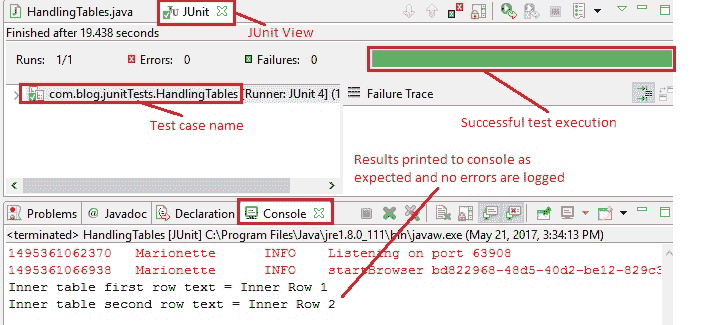 HandlingTables.java
JUnit
Finished after 19.438 seconds
JUnit View
Runs: 1/1
Errors: 0
Failures: 0
com.blog.junitTests.HandlingTables [Runner: JUnit 4] (1
Failure Trace
Test case name
Successful test execution
Results printed to console as
expected and no errors are logged
Problems
@ Javadoc
Declaration
Console
<terminated> HandlingTables [JUnit] C:\Program Files\Java\jre1.8.0_111\bin\javaw.exe (May 21, 2017, 3:34:13 PM)
1495361062370 Marionette INFO Listening on port 63908
1495361066938 Marionette INFO startBrowser bd822968-48d5-40d2-be12-829c3
Inner table first row text = Inner Row 1
Inner table second row text = Inner Row 2